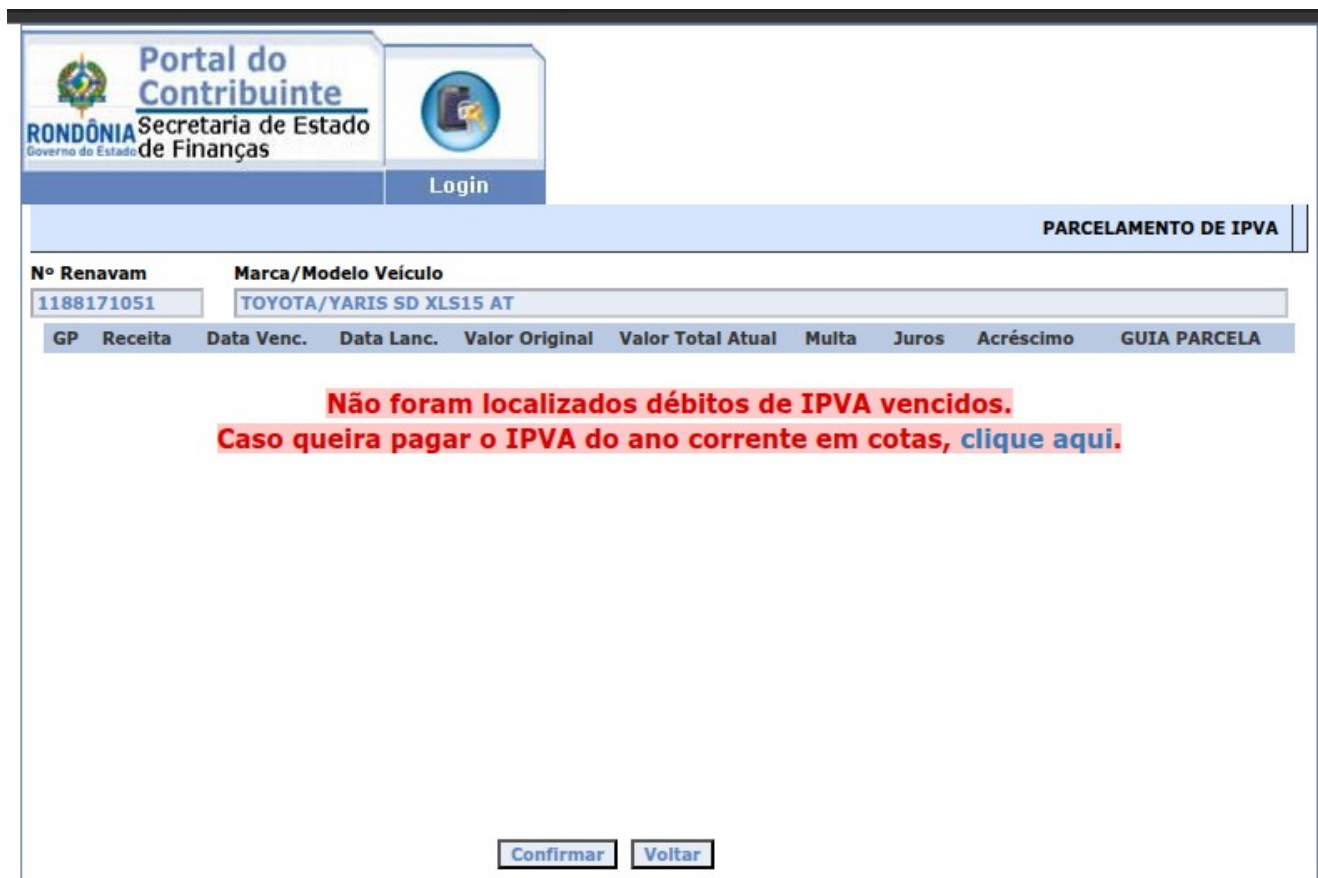 Portal do
Contribuinte
Secretaria de Estado
de Finanças
RONDÔNIA
Governo do Estado
Login
PARCELAMENTO DE IPVA
Nº Renavam Marca/Modelo Veículo
1188171051 TOYOTA/YARIS SD XLS15 AT
GP Receita Data Venc. Data Lanc. Valor Original Valor Total Atual Multa Juros Acréscimo GUIA PARCELA
Não foram localizados débitos de IPVA vencidos.
Caso queira pagar o IPVA do ano corrente em cotas, clique aqui.
Confirmar Voltar